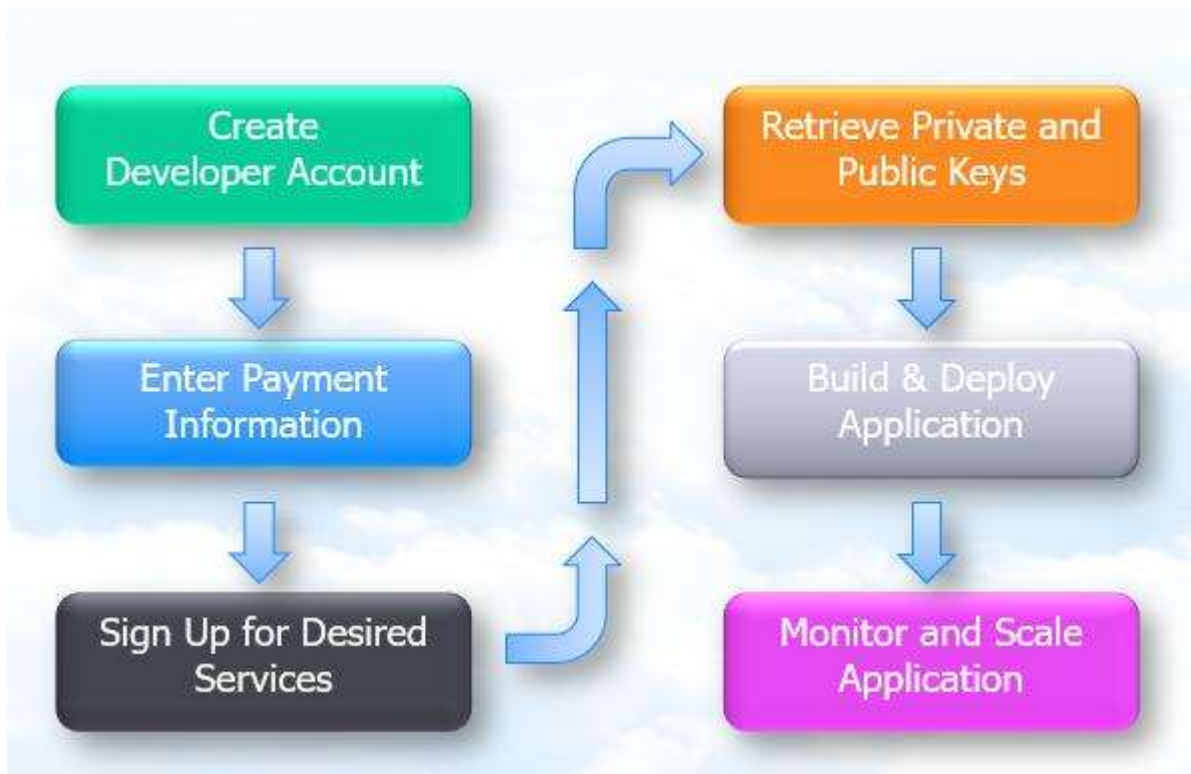 Create
Developer Account
Enter Payment
Information
Sign Up for Desired
Services
Retrieve Private and
Public Keys
Build & Deploy
Application
Monitor and Scale
Application